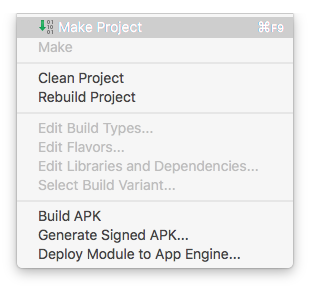 Make Project ⌘F9
Make
Clean Project
Rebuild Project
Edit Build Types...
Edit Flavors...
Edit Libraries and Dependencies...
Select Build Variant...
Build APK
Generate Signed APK...
Deploy Module to App Engine...